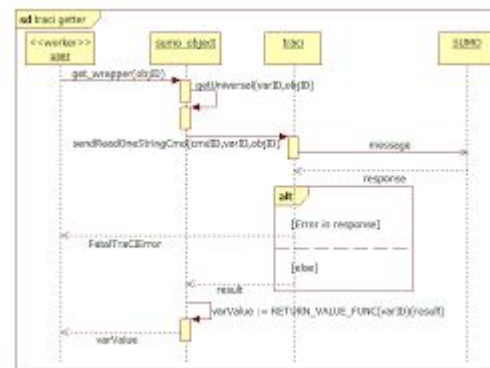 sd traci getter
<<worker>>
user
sumo_object
traci
SUMO
get_wrapper(objID)
getUniversal(varID,objID)
sendReadOneStringCmd(cmdID,varID,objID)
message
response
alt
[Error in response]
FatalTraCIError
[else]
result
varValue := RETURN_VALUE_FUNC[varID](result)
varValue